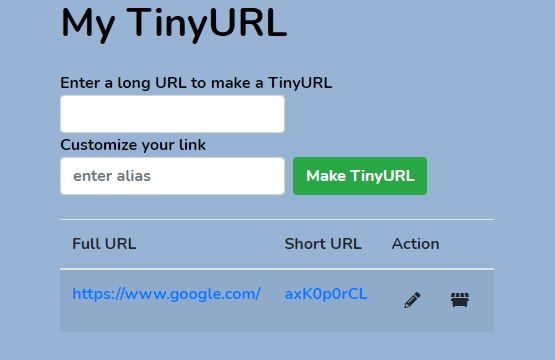 My TinyURL
Enter a long URL to make a TinyURL
Customize your link
enter alias
Make TinyURL
Full URL Short URL Action
https://www.google.com/ axK0p0rCL